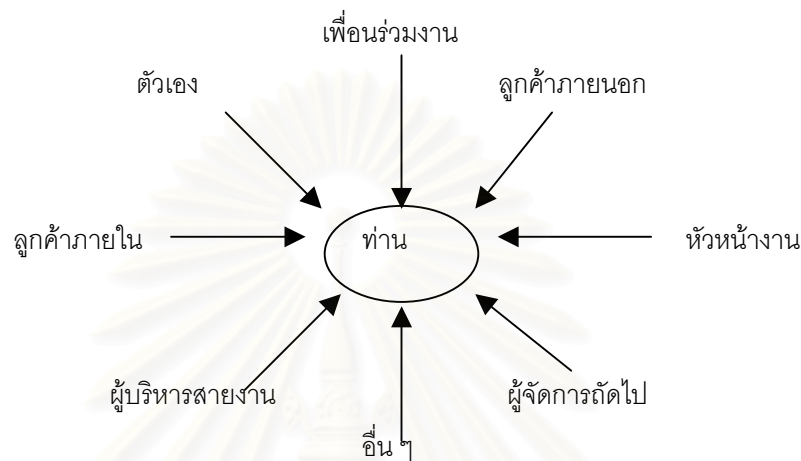 เพื่อนร่วมงาน
ตัวเอง
ลูกค้าภายนอก
ลูกค้าภายใน
ท่าน
หัวหน้างาน
ผู้บริหารสายงาน
ผู้จัดการถัดไป
อื่น ๆ